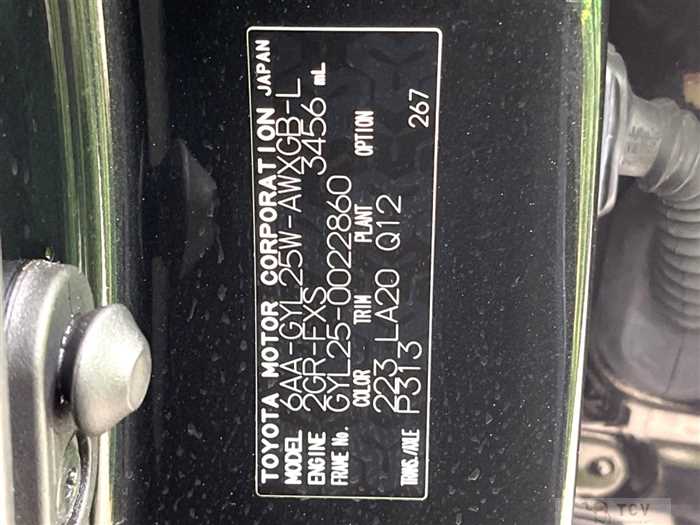 TOYOTA MOTOR CORPORATION JAPAN
MODEL 6AA-GYL25W-AWXGB-L
ENGINE 2GR-FXS 3456 mL
FRAME No. GYL25-0022860
COLOR TRIM PLANT OPTION
223 LA20 Q12
TRANS./AXLE P313 267
TCV